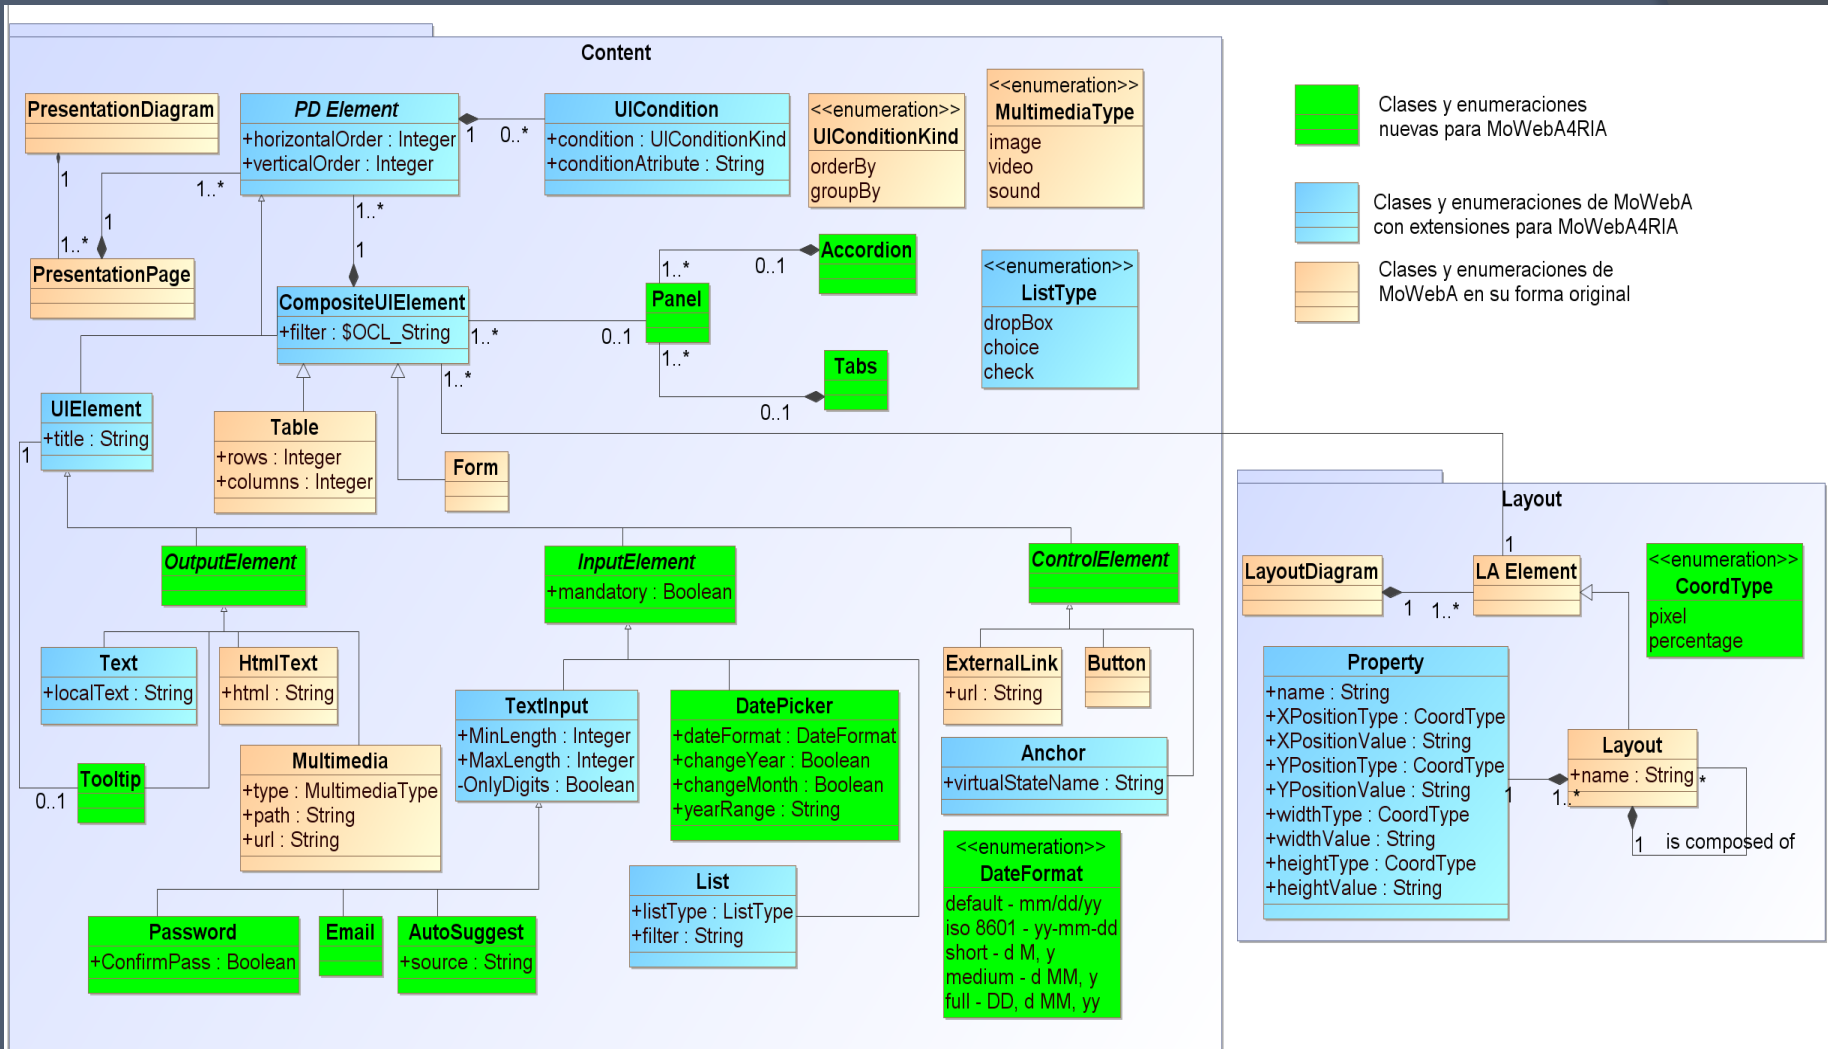 Content
PresentationDiagram
1
1..*
PresentationPage
1
1..*
PD Element
+horizontalOrder : Integer
+verticalOrder : Integer
1
0..*
UICondition
+condition : UIConditionKind
+conditionAtribute : String
<<enumeration>>
UIConditionKind
orderBy
groupBy
<<enumeration>>
MultimediaType
image
video
sound
1..*
1
CompositeUIElement
+filter : $OCL_String
1..*
0..1
1..*
Panel
1..*
0..1
Accordion
1..*
0..1
Tabs
<<enumeration>>
ListType
dropBox
choice
check
UIElement
+title : String
1
Table
+rows : Integer
+columns : Integer
Form
OutputElement
InputElement
+mandatory : Boolean
ControlElement
Text
+localText : String
HtmlText
+html : String
Multimedia
+type : MultimediaType
+path : String
+url : String
Tooltip
0..1
TextInput
+MinLength : Integer
+MaxLength : Integer
-OnlyDigits : Boolean
DatePicker
+dateFormat : DateFormat
+changeYear : Boolean
+changeMonth : Boolean
+yearRange : String
ExternalLink
+url : String
Button
Anchor
+virtualStateName : String
Password
+ConfirmPass : Boolean
Email
AutoSuggest
+source : String
List
+listType : ListType
+filter : String
<<enumeration>>
DateFormat
default - mm/dd/yy
iso 8601 - yy-mm-dd
short - d M, y
medium - d MM, y
full - DD, d MM, yy
Clases y enumeraciones
nuevas para MoWebA4RIA
Clases y enumeraciones de MoWebA
con extensiones para MoWebA4RIA
Clases y enumeraciones de
MoWebA en su forma original
Layout
1
LayoutDiagram
1
1..*
LA Element
<<enumeration>>
CoordType
pixel
percentage
Property
+name : String
+XPositionType : CoordType
+XPositionValue : String
+YPositionType : CoordType
+YPositionValue : String
+widthType : CoordType
+widthValue : String
+heightType : CoordType
+heightValue : String
1
1..*
Layout
+name : String
*
1
is composed of